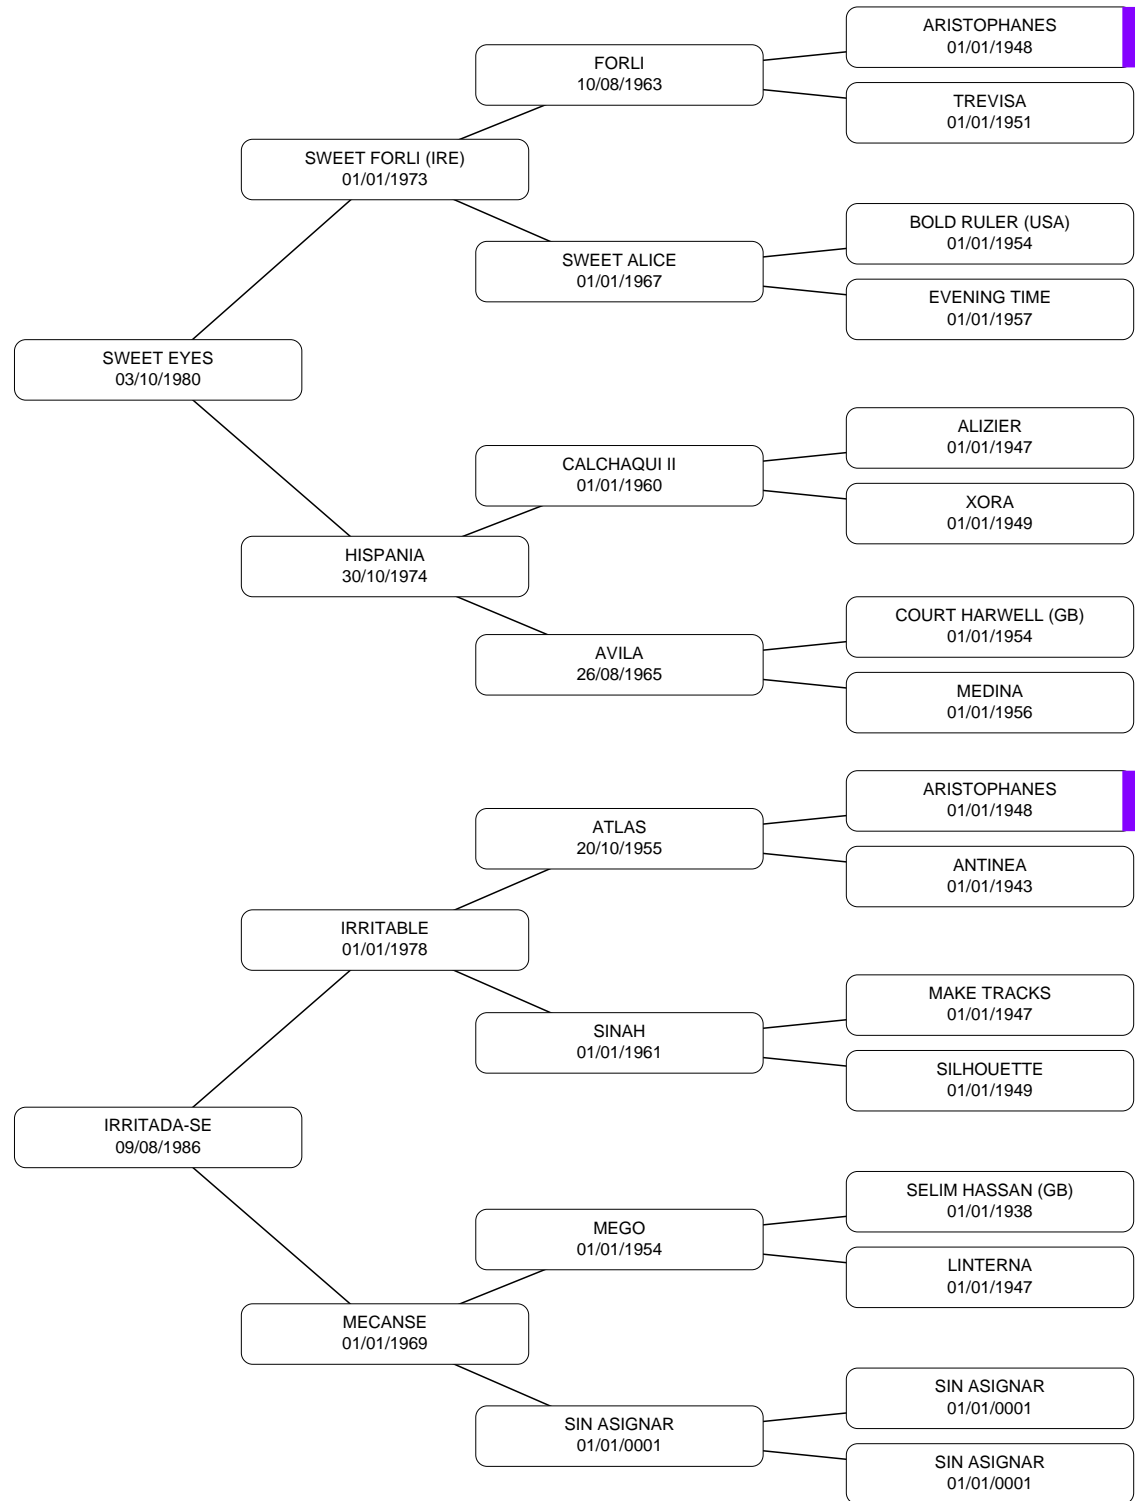 ARISTOPHANES
01/01/1948
FORLI
10/08/1963
TREVISA
01/01/1951
SWEET FORLI (IRE)
01/01/1973
BOLD RULER (USA)
01/01/1954
SWEET ALICE
01/01/1967
EVENING TIME
01/01/1957
SWEET EYES
03/10/1980
ALIZIER
01/01/1947
CALCHAQUI II
01/01/1960
XORA
01/01/1949
HISPANIA
30/10/1974
COURT HARWELL (GB)
01/01/1954
AVILA
26/08/1965
MEDINA
01/01/1956
ARISTOPHANES
01/01/1948
ATLAS
20/10/1955
ANTINEA
01/01/1943
IRRITABLE
01/01/1978
MAKE TRACKS
01/01/1947
SINAH
01/01/1961
SILHOUETTE
01/01/1949
IRRITADA-SE
09/08/1986
SELIM HASSAN (GB)
01/01/1938
MEGO
01/01/1954
LINTERNA
01/01/1947
MECANSE
01/01/1969
SIN ASIGNAR
01/01/0001
SIN ASIGNAR
01/01/0001
SIN ASIGNAR
01/01/0001